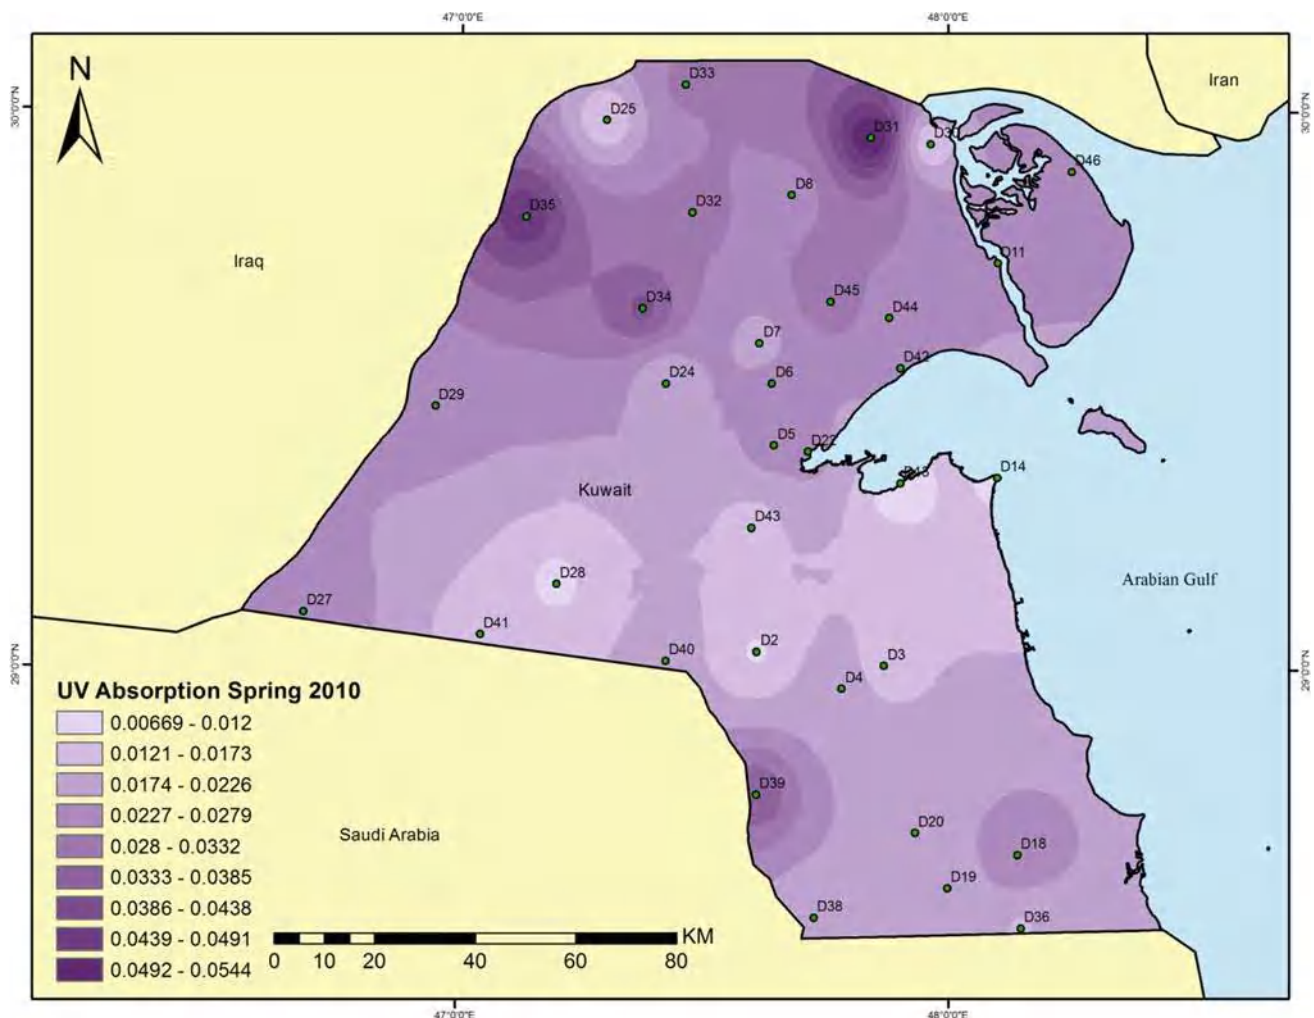 47°0'0"E
48°0'0"E
N
Iran
30°0'0"N
30°0'0"N
D33
D25
D31
D30
D46
D8
D35
D32
Iraq
D11
D34
D45
D44
D7
D42
D24
D6
D29
D5
D22
Kuwait
D14
D43
D28
Arabian Gulf
D27
D41
D2
D40
D3
29°0'0"N
29°0'0"N
D4
UV Absorption Spring 2010
0.00669 - 0.012
0.0121 - 0.0173
0.0174 - 0.0226
0.0227 - 0.0279
0.028 - 0.0332
0.0333 - 0.0385
0.0386 - 0.0438
0.0439 - 0.0491
0.0492 - 0.0544
D39
Saudi Arabia
D20
D18
D19
D38
D36
KM
0 10 20 40 60 80
47°0'0"E
48°0'0"E